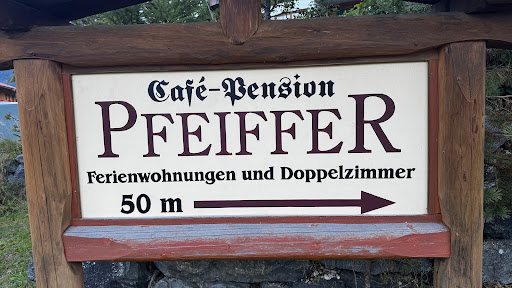 Café-Pension
PFEIFFER
Ferienwohnungen und Doppelzimmer
50 m